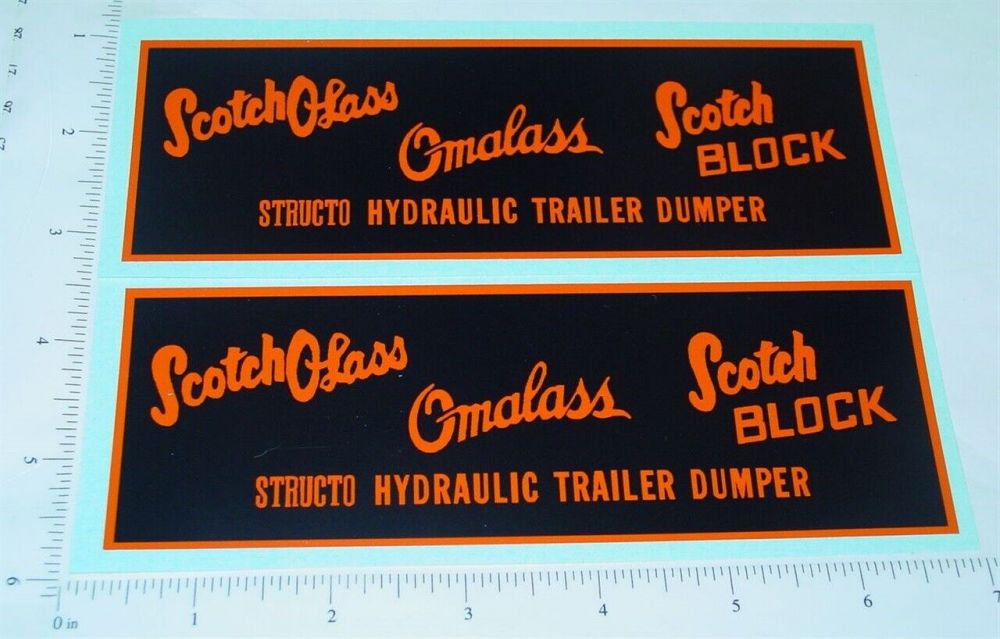 ScotchOLass
Omalass
Scotch
BLOCK
STRUCTO HYDRAULIC TRAILER DUMPER
ScotchOLass
Omalass
Scotch
BLOCK
STRUCTO HYDRAULIC TRAILER DUMPER
1
2
3
4
5
6
0 in
1
2
3
4
5
6
7